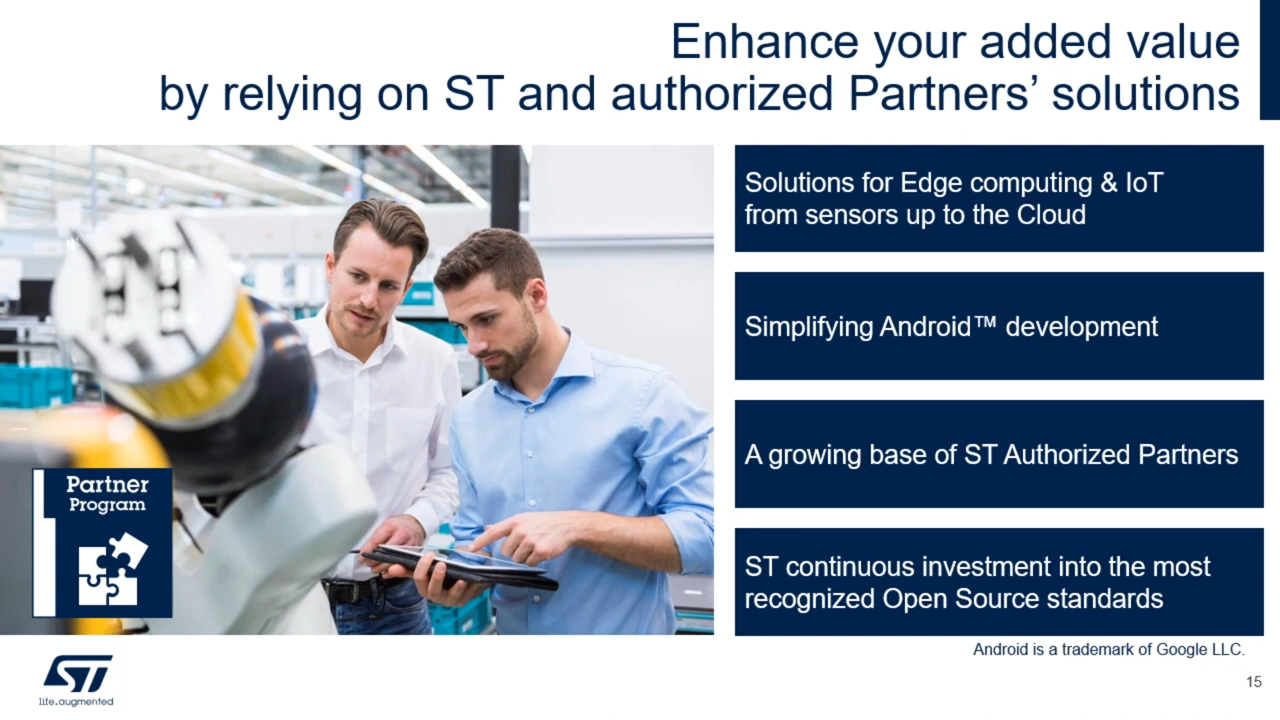 Enhance your added value
by relying on ST and authorized Partners’ solutions
Solutions for Edge computing & IoT
from sensors up to the Cloud
Simplifying Android™ development
A growing base of ST Authorized Partners
ST continuous investment into the most
recognized Open Source standards
Partner
Program
Android is a trademark of Google LLC.
ST
life.augmented
15